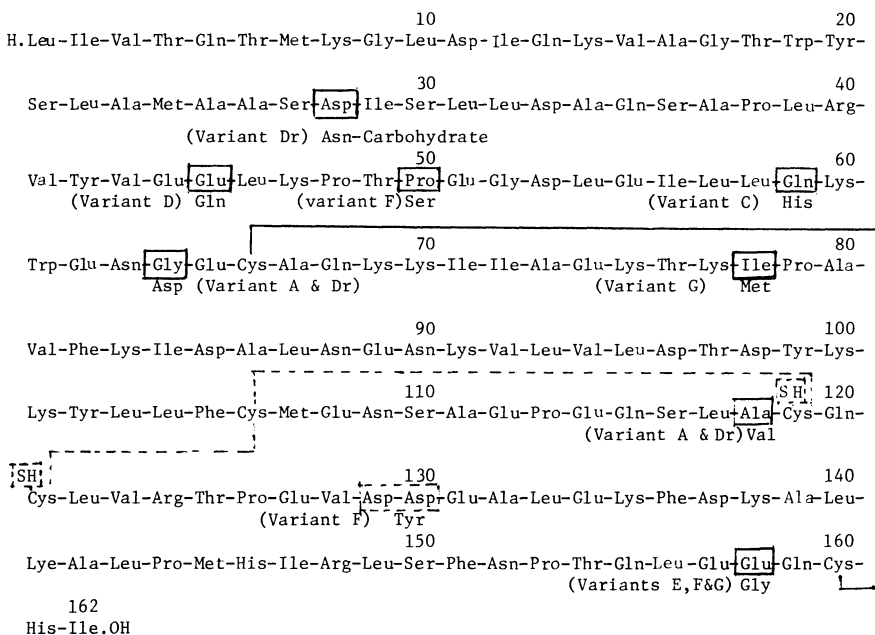 10 20
H.Leu-Ile-Val-Thr-Gln-Thr-Met-Lys-Gly-Leu-Asp-Ile-Gln-Lys-Val-Ala-Gly-Thr-Trp-Tyr-
30 40
Ser-Leu-Ala-Met-Ala-Ala-Ser-Asp-Ile-Ser-Leu-Leu-Asp-Ala-Gln-Ser-Ala-Pro-Leu-Arg-
(Variant Dr) Asn-Carbohydrate
50 60
Val-Tyr-Val-Glu-Glu-Leu-Lys-Pro-Thr-Pro-Glu-Gly-Asp-Leu-Glu-Ile-Leu-Leu-Gln-Lys-
(Variant D) Gln (variant F) Ser (Variant C) His
70 80
Trp-Glu-Asn-Gly-Glu-Cys-Ala-Gln-Lys-Lys-Ile-Ile-Ala-Glu-Lys-Thr-Lys-Ile-Pro-Ala-
Asp (Variant A & Dr) (Variant G) Met
90 100
Val-Phe-Lys-Ile-Asp-Ala-Leu-Asn-Glu-Asn-Lys-Val-Leu-Val-Leu-Asp-Thr-Asp-Tyr-Lys-
110 SH 120
Lys-Tyr-Leu-Leu-Phe-Cys-Met-Glu-Asn-Ser-Ala-Glu-Pro-Glu-Gln-Ser-Leu-Ala-Cys-Gln-
(Variant A & Dr) Val
SH 130 140
Cys-Leu-Val-Arg-Thr-Pro-Glu-Val-Asp-Asp-Glu-Ala-Leu-Glu-Lys-Phe-Asp-Lys-Ala-Leu-
(Variant F) Tyr
150 160
Lye-Ala-Leu-Pro-Met-His-Ile-Arg-Leu-Ser-Phe-Asn-Pro-Thr-Gln-Leu-Glu-Glu-Gln-Cys-
(Variants E,F&G) Gly
162
His-Ile.OH